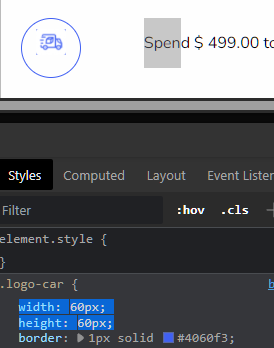 Spend $ 499.00 to
Styles Computed Layout Event Listen
Filter :hov .cls
element.style {
}
.logo-car {
width: 60px;
height: 60px;
border: 1px solid #4060f3;